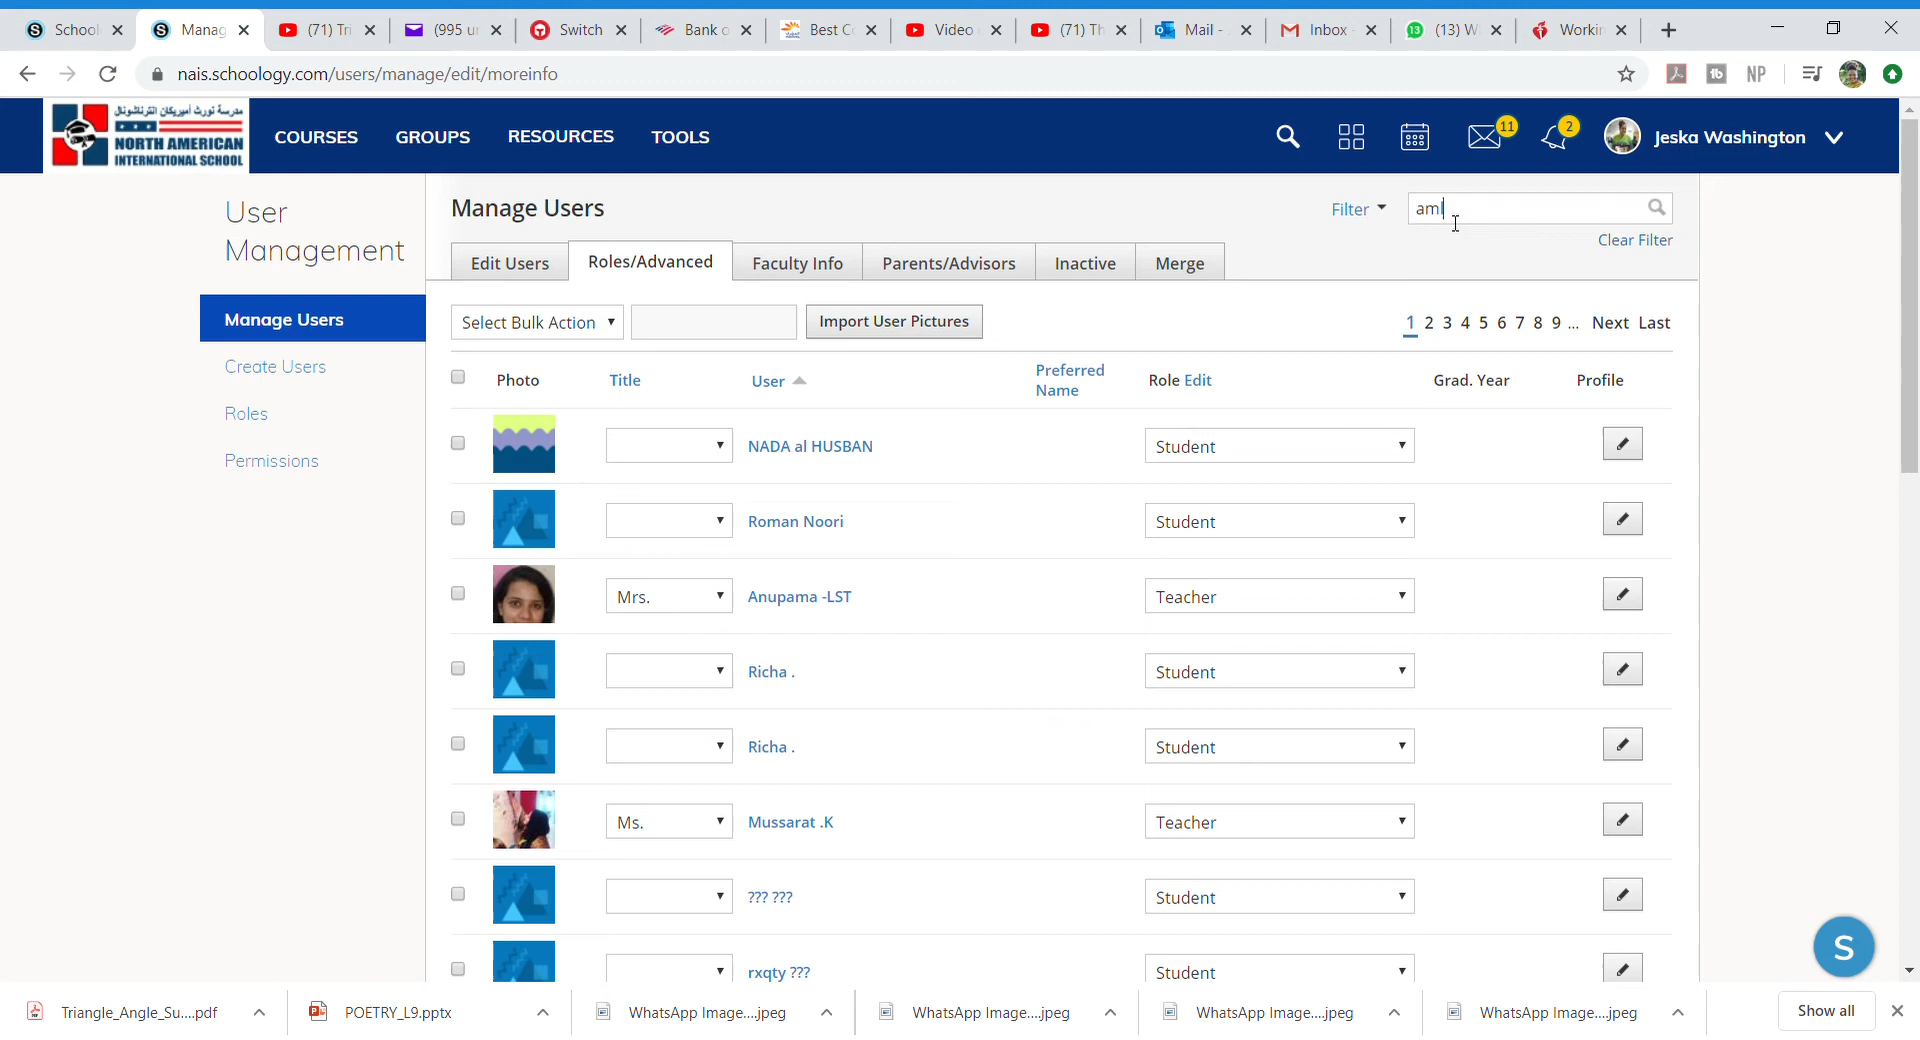 School
Manag
(71) Tri
(995 u
Switch
Bank o
Best C
Video
(71) Th
Mail -
Inbox
(13) W
Workin
nais.schoology.com/users/manage/edit/moreinfo
NP
مدرسة نورث أميريكان انترناشونال
NORTH AMERICAN
INTERNATIONAL SCHOOL
COURSES
GROUPS
RESOURCES
TOOLS
11
2
Jeska Washington
User
Management
Manage Users
Create Users
Roles
Permissions
Manage Users
Filter
aml
Clear Filter
Edit Users
Roles/Advanced
Faculty Info
Parents/Advisors
Inactive
Merge
Select Bulk Action
Import User Pictures
1 2 3 4 5 6 7 8 9 ... Next Last
Photo
Title
User
Preferred
Name
Role Edit
Grad. Year
Profile
NADA al HUSBAN
Student
Roman Noori
Student
Mrs.
Anupama -LST
Teacher
Richa .
Student
Richa .
Student
Ms.
Mussarat .K
Teacher
??? ???
Student
rxqty ???
Student
S
Triangle_Angle_Su....pdf
POETRY_L9.pptx
WhatsApp Image....jpeg
WhatsApp Image....jpeg
WhatsApp Image....jpeg
WhatsApp Image....jpeg
Show all